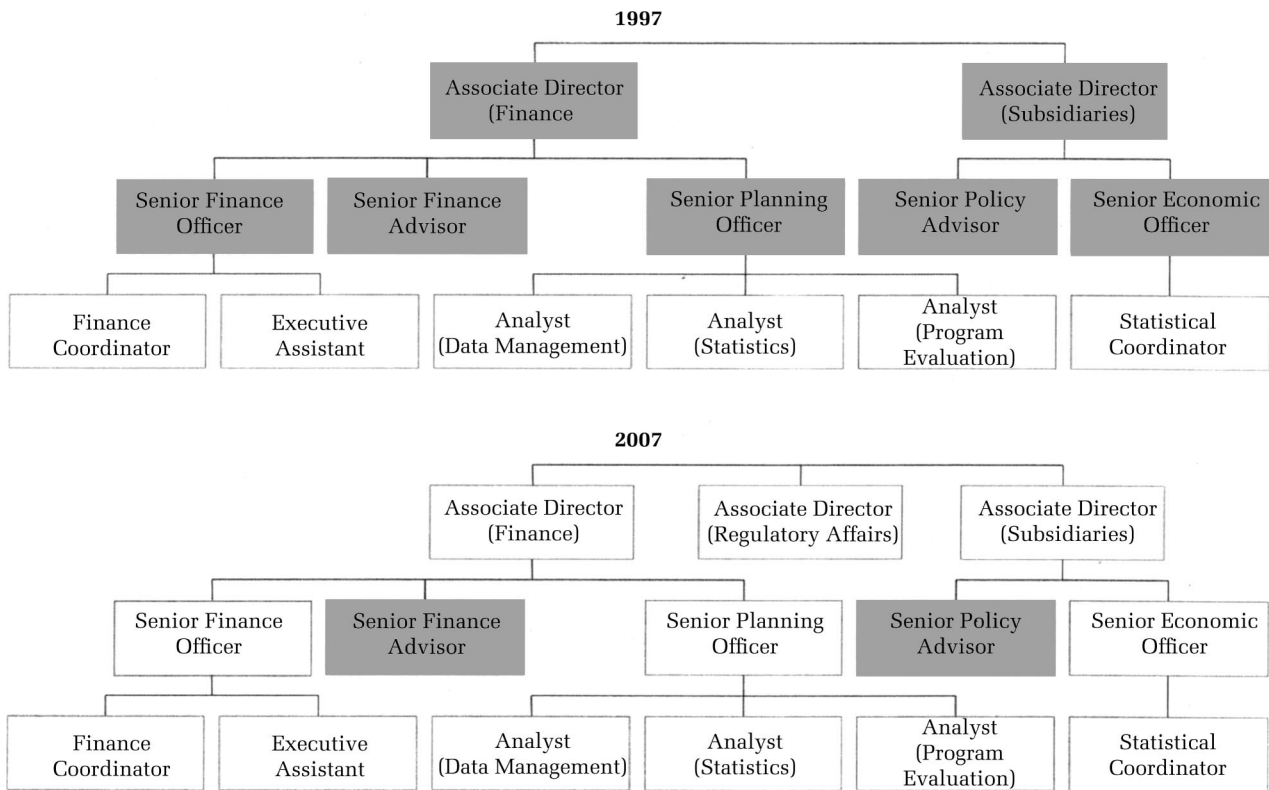 1997
Associate Director
(Finance
Associate Director
(Subsidiaries)
Senior Finance
Officer
Senior Finance
Advisor
Senior Planning
Officer
Senior Policy
Advisor
Senior Economic
Officer
Finance
Coordinator
Executive
Assistant
Analyst
(Data Management)
Analyst
(Statistics)
Analyst
(Program
Evaluation)
Statistical
Coordinator
2007
Associate Director
(Finance)
Associate Director
(Regulatory Affairs)
Associate Director
(Subsidiaries)
Senior Finance
Officer
Senior Finance
Advisor
Senior Planning
Officer
Senior Policy
Advisor
Senior Economic
Officer
Finance
Coordinator
Executive
Assistant
Analyst
(Data Management)
Analyst
(Statistics)
Analyst
(Program
Evaluation)
Statistical
Coordinator